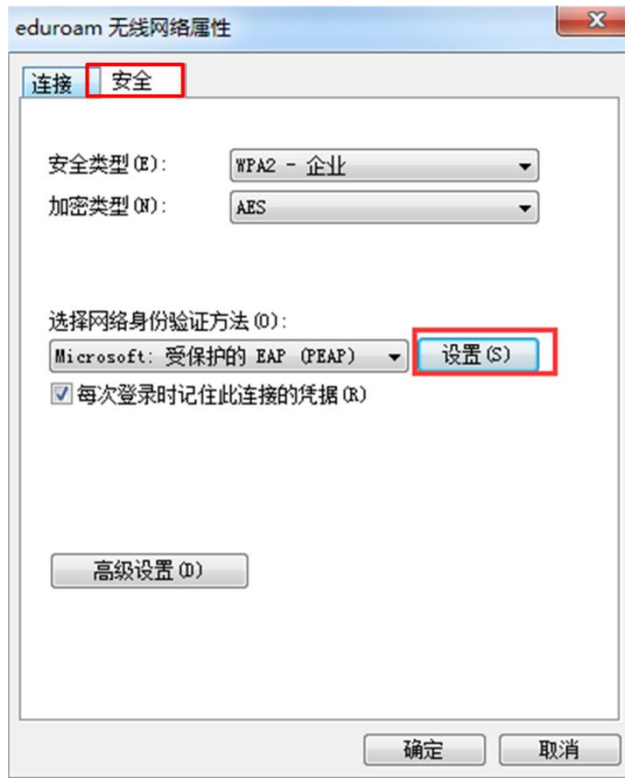 eduroam 无线网络属性
连接 安全
安全类型(E): WPA2 - 企业
加密类型(N): AES
选择网络身份验证方法(O):
Microsoft: 受保护的 EAP (PEAP) 设置(S)
每次登录时记住此连接的凭据(R)
高级设置(D)
确定 取消